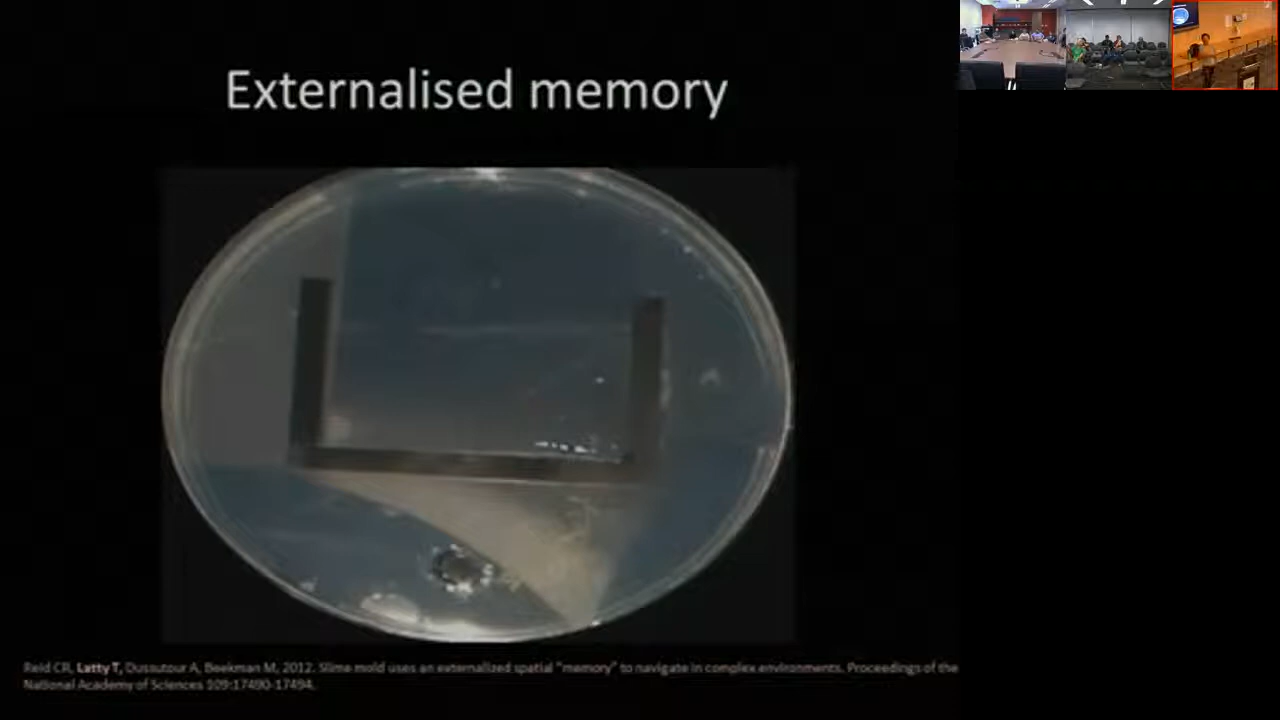 Externalised memory
Reid CR, Latty T, Dussutour A, Beekman M, 2012. Slime mold uses an externalized spatial "memory" to navigate in complex environments. Proceedings of the
National Academy of Sciences 109:17490-17494.